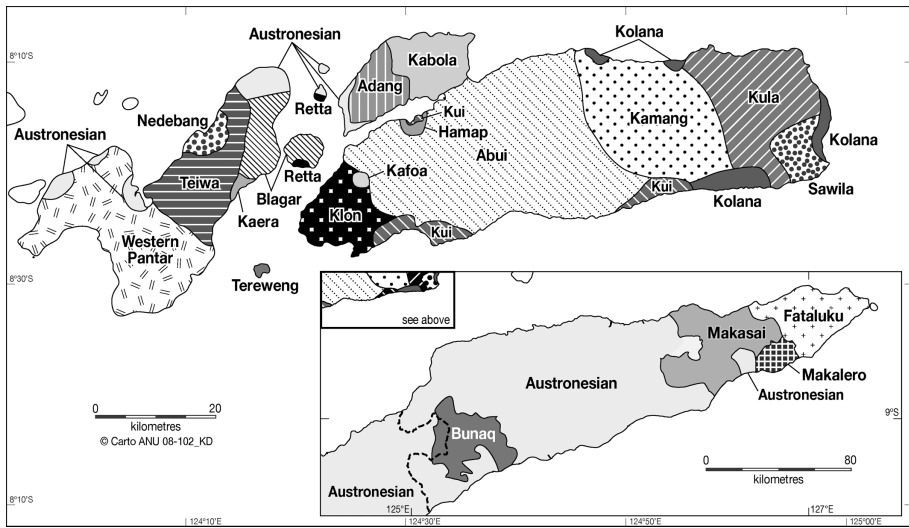 Austronesian
Kolana
8°10'S
Kabola
Adang
Kui
Hamap
Retta
Nedebang
Kamang
Kula
Austronesian
Abui
Kolana
Teiwa
Retta
Kafoa
Blagar
Kaera
Klon
Kui
Kui
Kolana
Sawila
Western
Pantar
8°30'S
Tereweng
see above
Fataluku
Makasai
Makalero
Austronesian
Austronesian
9°S
Bunaq
Austronesian
125°E
127°E
0 20
kilometres
© Carto ANU 08-102_KD
0 80
kilometres
8°10'S
124°10'E
124°30'E
124°50'E
125°00'E